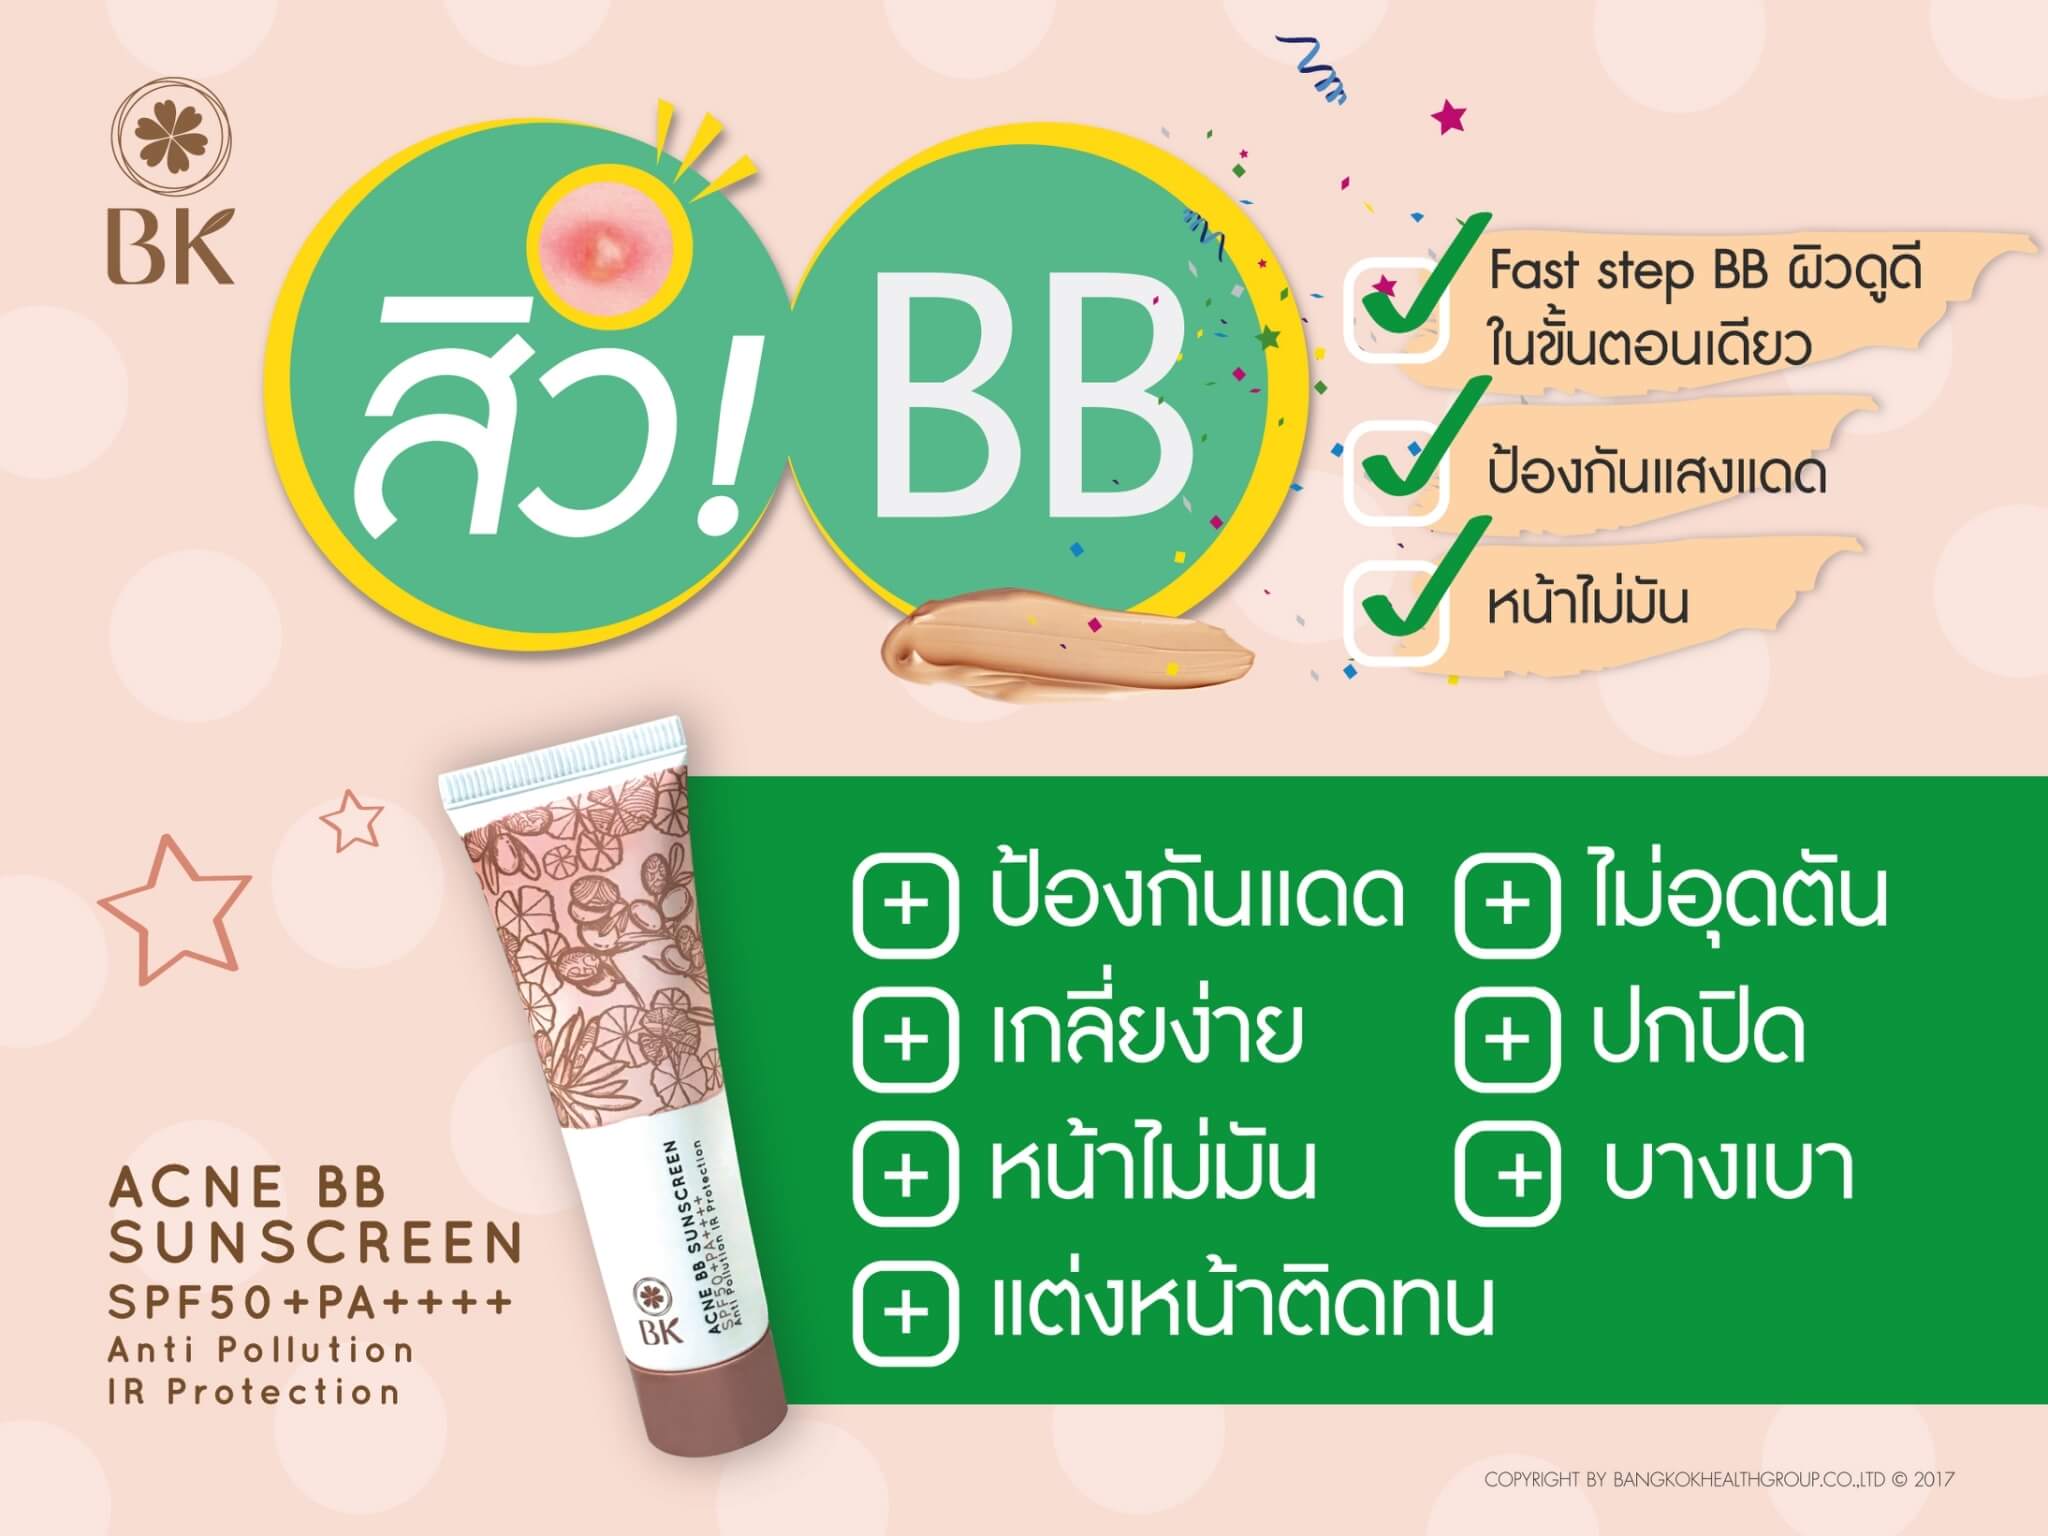 BK
สิว! BB
Fast step BB ผิวดูดี
ในขั้นตอนเดียว
ป้องกันแสงแดด
หน้าไม่มัน
+ ป้องกันแดด
+ ไม่อุดตัน
+ เกลี่ยง่าย
+ ปกปิด
+ หน้าไม่มัน
+ บางเบา
+ แต่งหน้าติดทน
ACNE BB SUNSCREEN
SPF50+PA++++
Anti Pollution IR Protection
BK
ACNE BB
SUNSCREEN
SPF50+PA++++
Anti Pollution
IR Protection
COPYRIGHT BY BANGKOKHEALTHGROUP.CO.,LTD © 2017